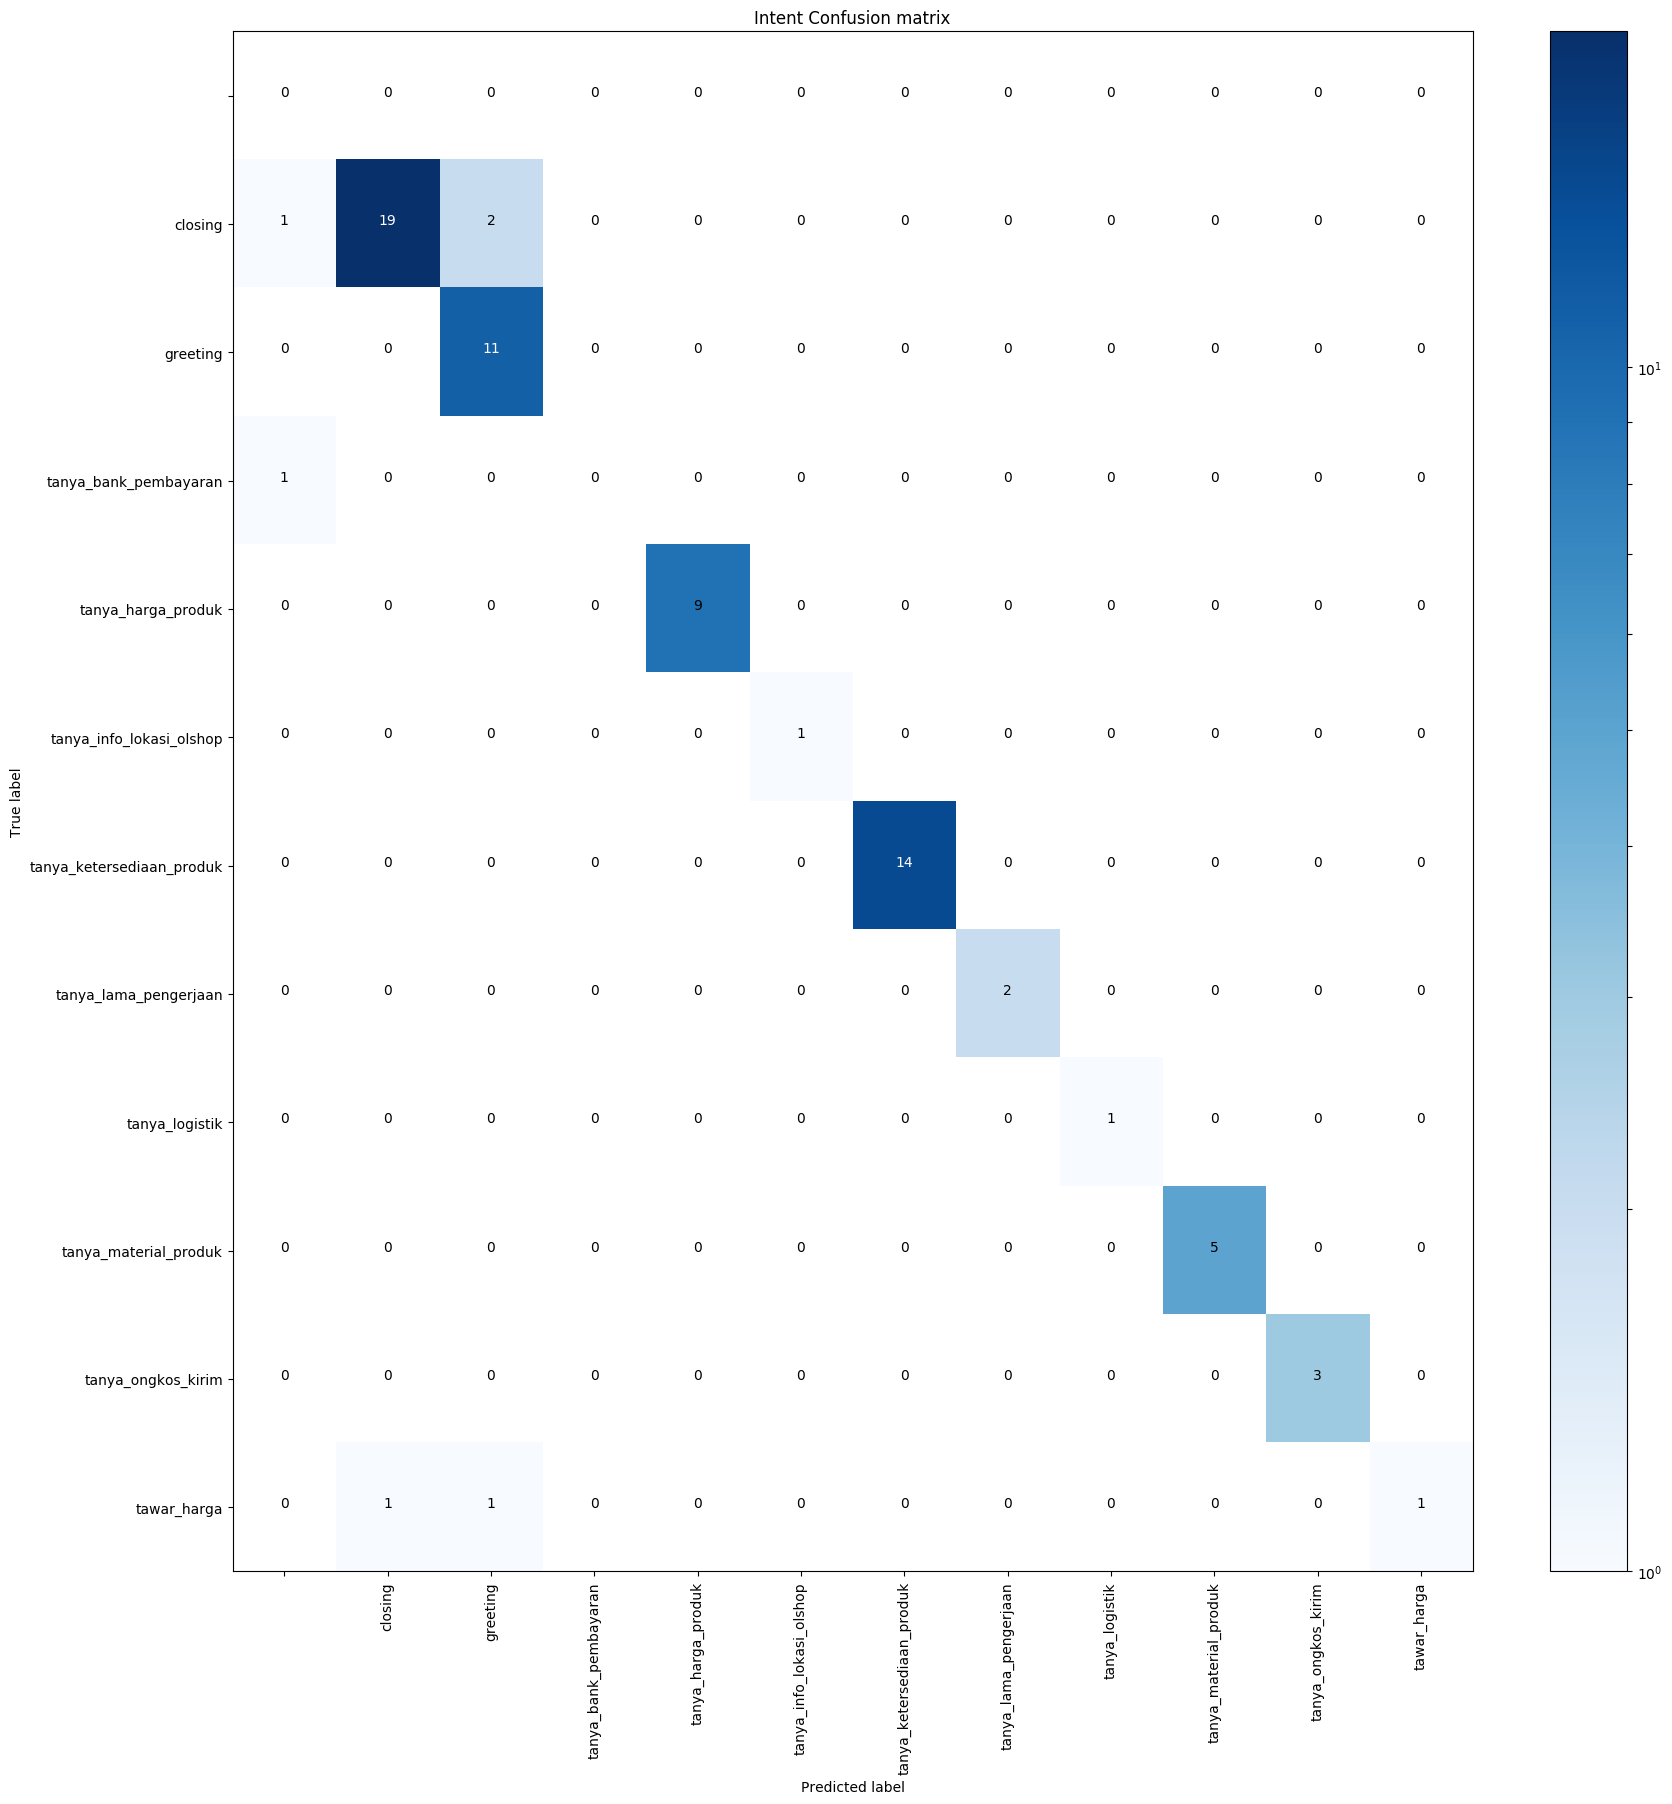 Intent Confusion matrix
0 0 0 0 0 0 0 0 0 0 0 0
closing 1 19 2 0 0 0 0 0 0 0 0 0
greeting 0 0 11 0 0 0 0 0 0 0 0 0
tanya_bank_pembayaran 1 0 0 0 0 0 0 0 0 0 0 0
tanya_harga_produk 0 0 0 0 9 0 0 0 0 0 0 0
tanya_info_lokasi_olshop 0 0 0 0 0 1 0 0 0 0 0 0
tanya_ketersediaan_produk 0 0 0 0 0 0 14 0 0 0 0 0
tanya_lama_pengerjaan 0 0 0 0 0 0 0 2 0 0 0 0
tanya_logistik 0 0 0 0 0 0 0 0 1 0 0 0
tanya_material_produk 0 0 0 0 0 0 0 0 0 5 0 0
tanya_ongkos_kirim 0 0 0 0 0 0 0 0 0 0 3 0
tawar_harga 0 1 1 0 0 0 0 0 0 0 0 1
True label
closing
greeting
tanya_bank_pembayaran
tanya_harga_produk
tanya_info_lokasi_olshop
tanya_ketersediaan_produk
tanya_lama_pengerjaan
tanya_logistik
tanya_material_produk
tanya_ongkos_kirim
tawar_harga
Predicted label
10¹
10⁰